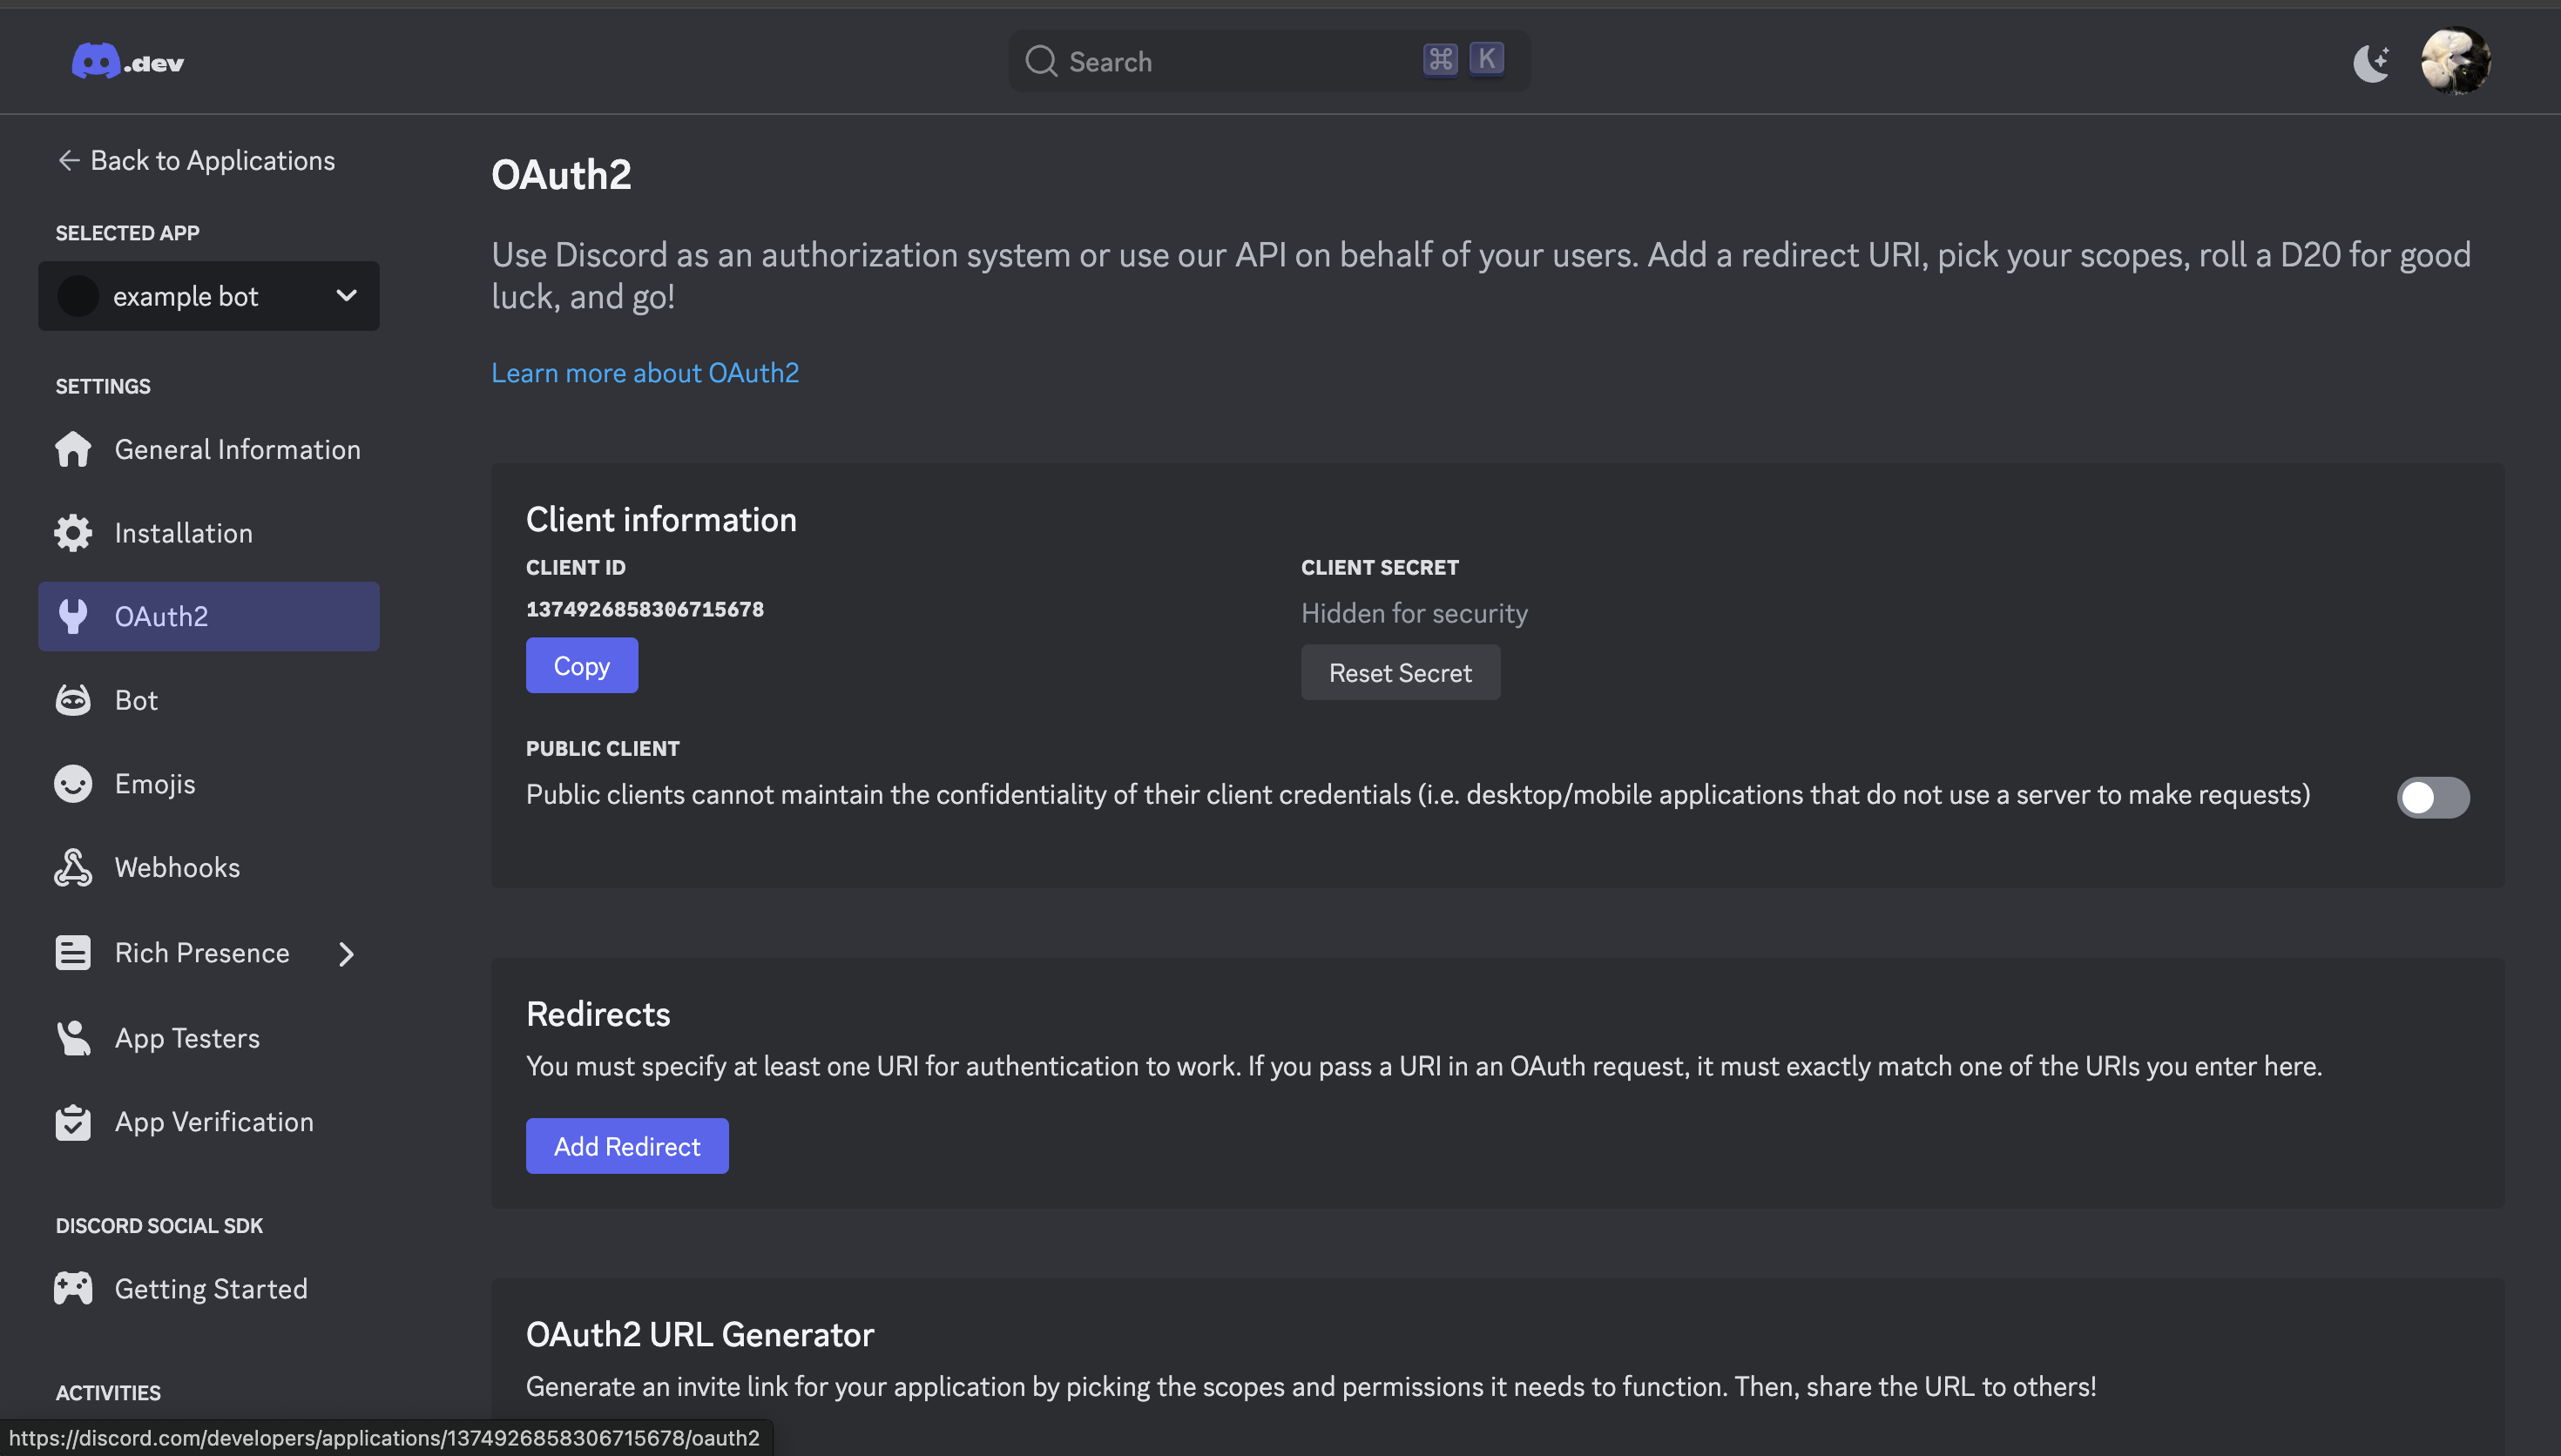 .dev
Search
⌘ K
Back to Applications
SELECTED APP
example bot
SETTINGS
General Information
Installation
OAuth2
Bot
Emojis
Webhooks
Rich Presence
App Testers
App Verification
DISCORD SOCIAL SDK
Getting Started
ACTIVITIES
https://discord.com/developers/applications/1374926858306715678/oauth2
OAuth2
Use Discord as an authorization system or use our API on behalf of your users. Add a redirect URI, pick your scopes, roll a D20 for good
luck, and go!
Learn more about OAuth2
Client information
CLIENT ID
1374926858306715678
Copy
CLIENT SECRET
Hidden for security
Reset Secret
PUBLIC CLIENT
Public clients cannot maintain the confidentiality of their client credentials (i.e. desktop/mobile applications that do not use a server to make requests)
Redirects
You must specify at least one URI for authentication to work. If you pass a URI in an OAuth request, it must exactly match one of the URIs you enter here.
Add Redirect
OAuth2 URL Generator
Generate an invite link for your application by picking the scopes and permissions it needs to function. Then, share the URL to others!